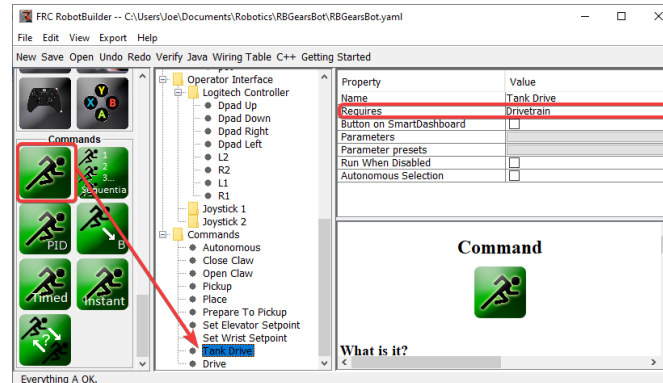 FRC RobotBuilder -- C:\Users\Joe\Documents\Robotics\RBGearsBot\RBGearsBot.yaml
File Edit View Export Help
New Save Open Undo Redo Verify Java Wiring Table C++ Getting Started
Y
X B
A
Commands
1
2
3...
Sequentia
PID
B
Timed
Instant
?
Operator Interface
Logitech Controller
Dpad Up
Dpad Down
Dpad Right
Dpad Left
L2
R2
L1
R1
Joystick 1
Joystick 2
Commands
Autonomous
Close Claw
Open Claw
Pickup
Place
Prepare To Pickup
Set Elevator Setpoint
Set Wrist Setpoint
Tank Drive
Drive
Property Value
Name Tank Drive
Requires Drivetrain
Button on SmartDashboard
Parameters
Parameter presets
Run When Disabled
Autonomous Selection
Command
What is it?
Everything A OK.